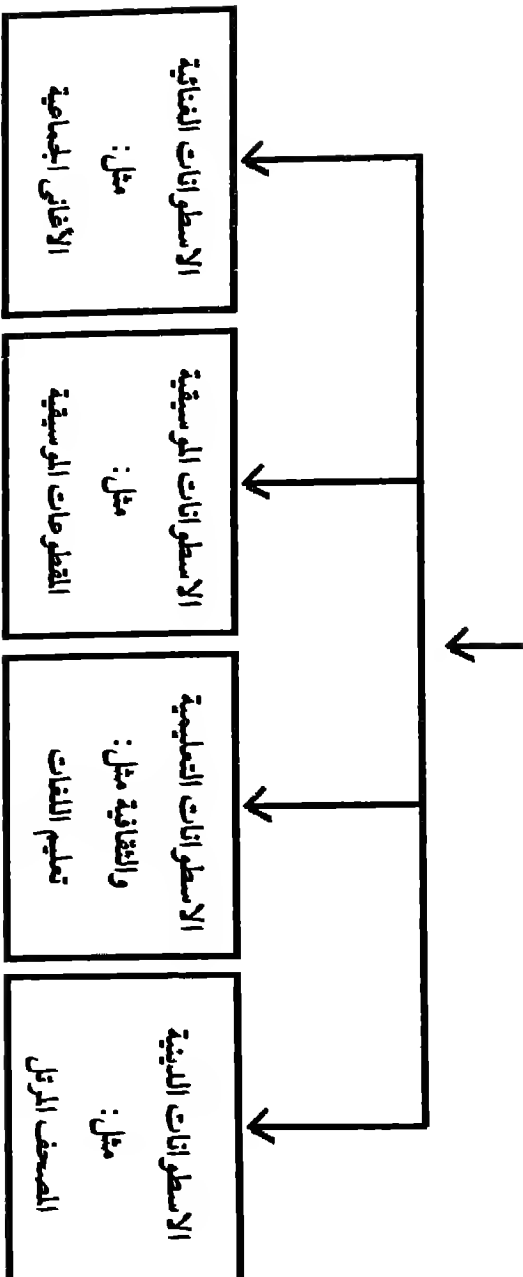 الاسطوانات الدينية
مثل:
المصحف المرتل
الاسطوانات التعليمية
والثقافية مثل:
تعليم اللغات
الاسطوانات الموسيقية
مثل:
المقطوعات الموسيقية
الاسطوانات الغنائية
مثل:
الأغانى الجماعية